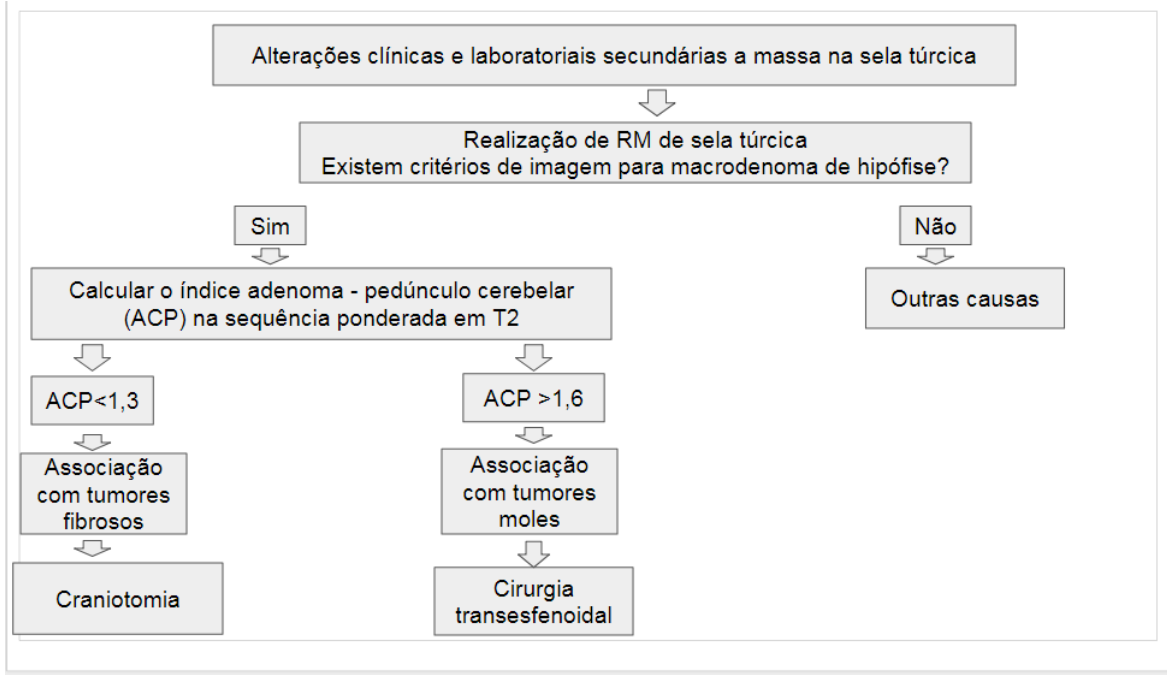 Alterações clínicas e laboratoriais secundárias a massa na sela túrcica
Realização de RM de sela túrcica
Existem critérios de imagem para macrodenoma de hipófise?
Sim
Não
Calcular o índice adenoma - pedúnculo cerebelar
(ACP) na sequência ponderada em T2
Outras causas
ACP<1,3
ACP >1,6
Associação
com tumores
fibrosos
Associação
com tumores
moles
Craniotomia
Cirurgia
transesfenoidal